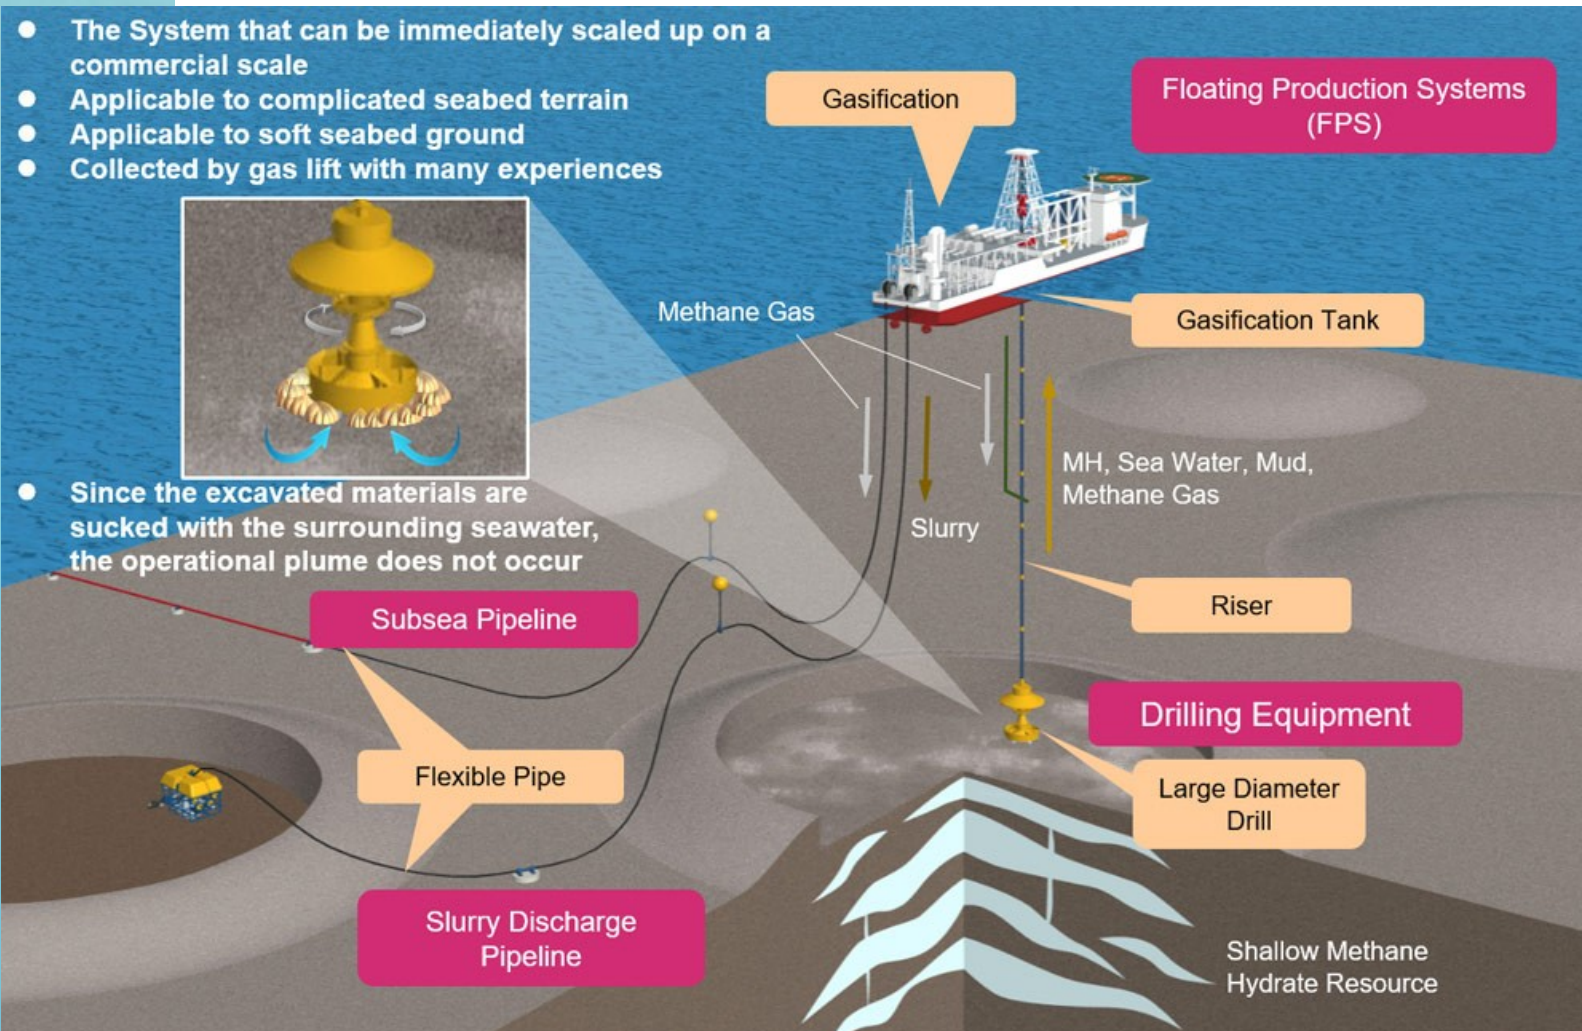 ● The System that can be immediately scaled up on a
commercial scale
● Applicable to complicated seabed terrain
● Applicable to soft seabed ground
● Collected by gas lift with many experiences
Gasification
Floating Production Systems
(FPS)
Methane Gas
Gasification Tank
MH, Sea Water, Mud,
Methane Gas
Slurry
● Since the excavated materials are
sucked with the surrounding seawater,
the operational plume does not occur
Riser
Subsea Pipeline
Drilling Equipment
Flexible Pipe
Large Diameter
Drill
Slurry Discharge
Pipeline
Shallow Methane
Hydrate Resource